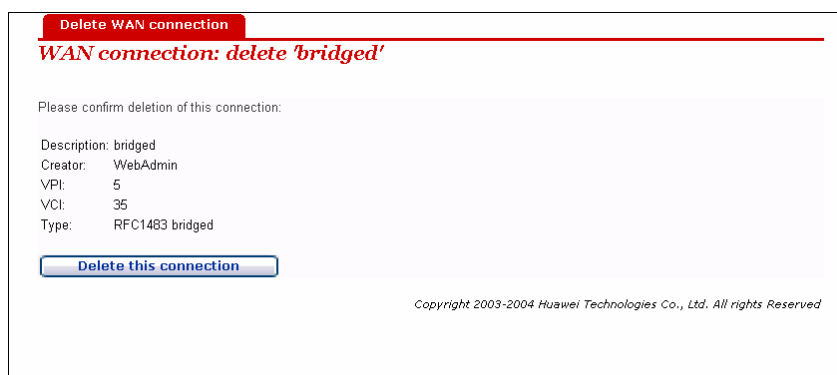 Delete WAN connection
WAN connection: delete 'bridged'
Please confirm deletion of this connection:
Description: bridged
Creator: WebAdmin
VPI: 5
VCI: 35
Type: RFC1483 bridged
Delete this connection
Copyright 2003-2004 Huawei Technologies Co., Ltd. All rights Reserved